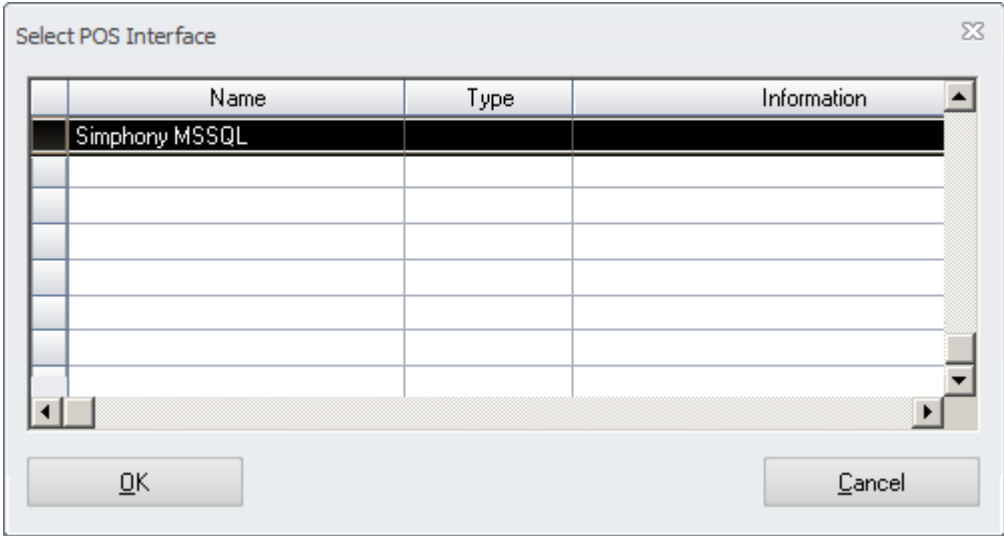 Select POS Interface
Name Type Information
Simphony MSSQL
OK Cancel